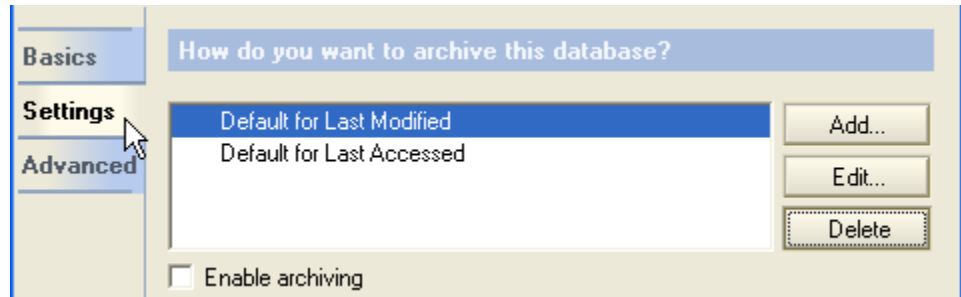 Basics
Settings
Advanced
How do you want to archive this database?
Default for Last Modified
Default for Last Accessed
Add...
Edit...
Delete
Enable archiving